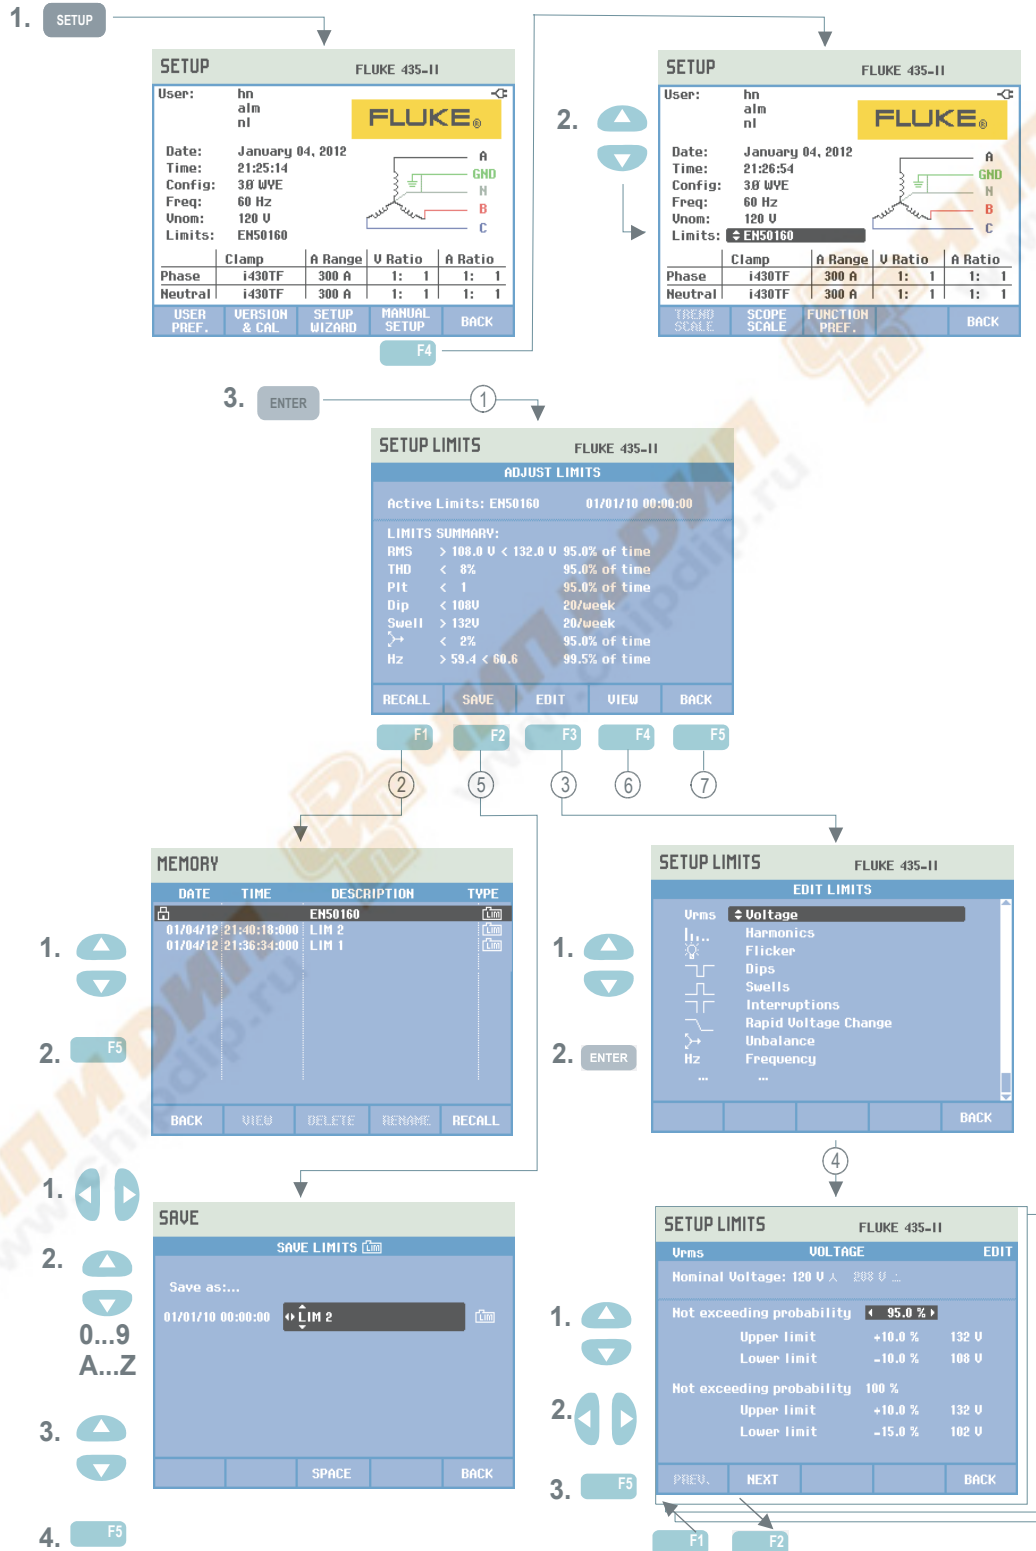 1. SETUP
SETUP FLUKE 435-II
User: hn
alm
nl
FLUKE®
Date: January 04, 2012
Time: 21:25:14
Config: 3Ø WYE
Freq: 60 Hz
Vnom: 120 V
Limits: EN50160
A
GND
N
B
C
Clamp A Range V Ratio A Ratio
Phase i430TF 300 A 1: 1 1: 1
Neutral i430TF 300 A 1: 1 1: 1
USER PREF. VERSION & CAL SETUP WIZARD MANUAL SETUP BACK
F4
2.
SETUP FLUKE 435-II
User: hn
alm
nl
FLUKE®
Date: January 04, 2012
Time: 21:26:54
Config: 3Ø WYE
Freq: 60 Hz
Vnom: 120 V
Limits: EN50160
A
GND
N
B
C
Clamp A Range V Ratio A Ratio
Phase i430TF 300 A 1: 1 1: 1
Neutral i430TF 300 A 1: 1 1: 1
TREND SCALE SCOPE SCALE FUNCTION PREF. BACK
3. ENTER 1
SETUP LIMITS FLUKE 435-II
ADJUST LIMITS
Active Limits: EN50160 01/01/10 00:00:00
LIMITS SUMMARY:
RMS > 108.0 V < 132.0 V 95.0% of time
THD < 8% 95.0% of time
Plt < 1 95.0% of time
Dip < 108V 20/week
Swell > 132V 20/week
< 2% 95.0% of time
Hz > 59.4 < 60.6 99.5% of time
RECALL SAVE EDIT VIEW BACK
F1 F2 F3 F4 F5
2 5 3 6 7
MEMORY
DATE TIME DESCRIPTION TYPE
EN50160 Lim
01/04/12 21:40:18:000 LIM 2 Lim
01/04/12 21:36:34:000 LIM 1 Lim
BACK VIEW DELETE RENAME RECALL
1.
2. F5
SETUP LIMITS FLUKE 435-II
EDIT LIMITS
Vrms Voltage
Harmonics
Flicker
Dips
Swells
Interruptions
Rapid Voltage Change
Unbalance
Hz Frequency
... ...
BACK
1.
2. ENTER
4
1.
2.
0...9
A...Z
3.
4. F5
SAVE
SAVE LIMITS Lim
Save as:...
01/01/10 00:00:00 LIM 2 Lim
SPACE BACK
SETUP LIMITS FLUKE 435-II
Vrms VOLTAGE EDIT
Nominal Voltage: 120 V 208 V
Not exceeding probability 95.0 %
Upper limit +10.0 % 132 V
Lower limit -10.0 % 108 V
Not exceeding probability 100 %
Upper limit +10.0 % 132 V
Lower limit -15.0 % 102 V
PREV. NEXT BACK
1.
2.
3. F5
F1 F2
ЧИП И ДИП
www.chipdip.ru